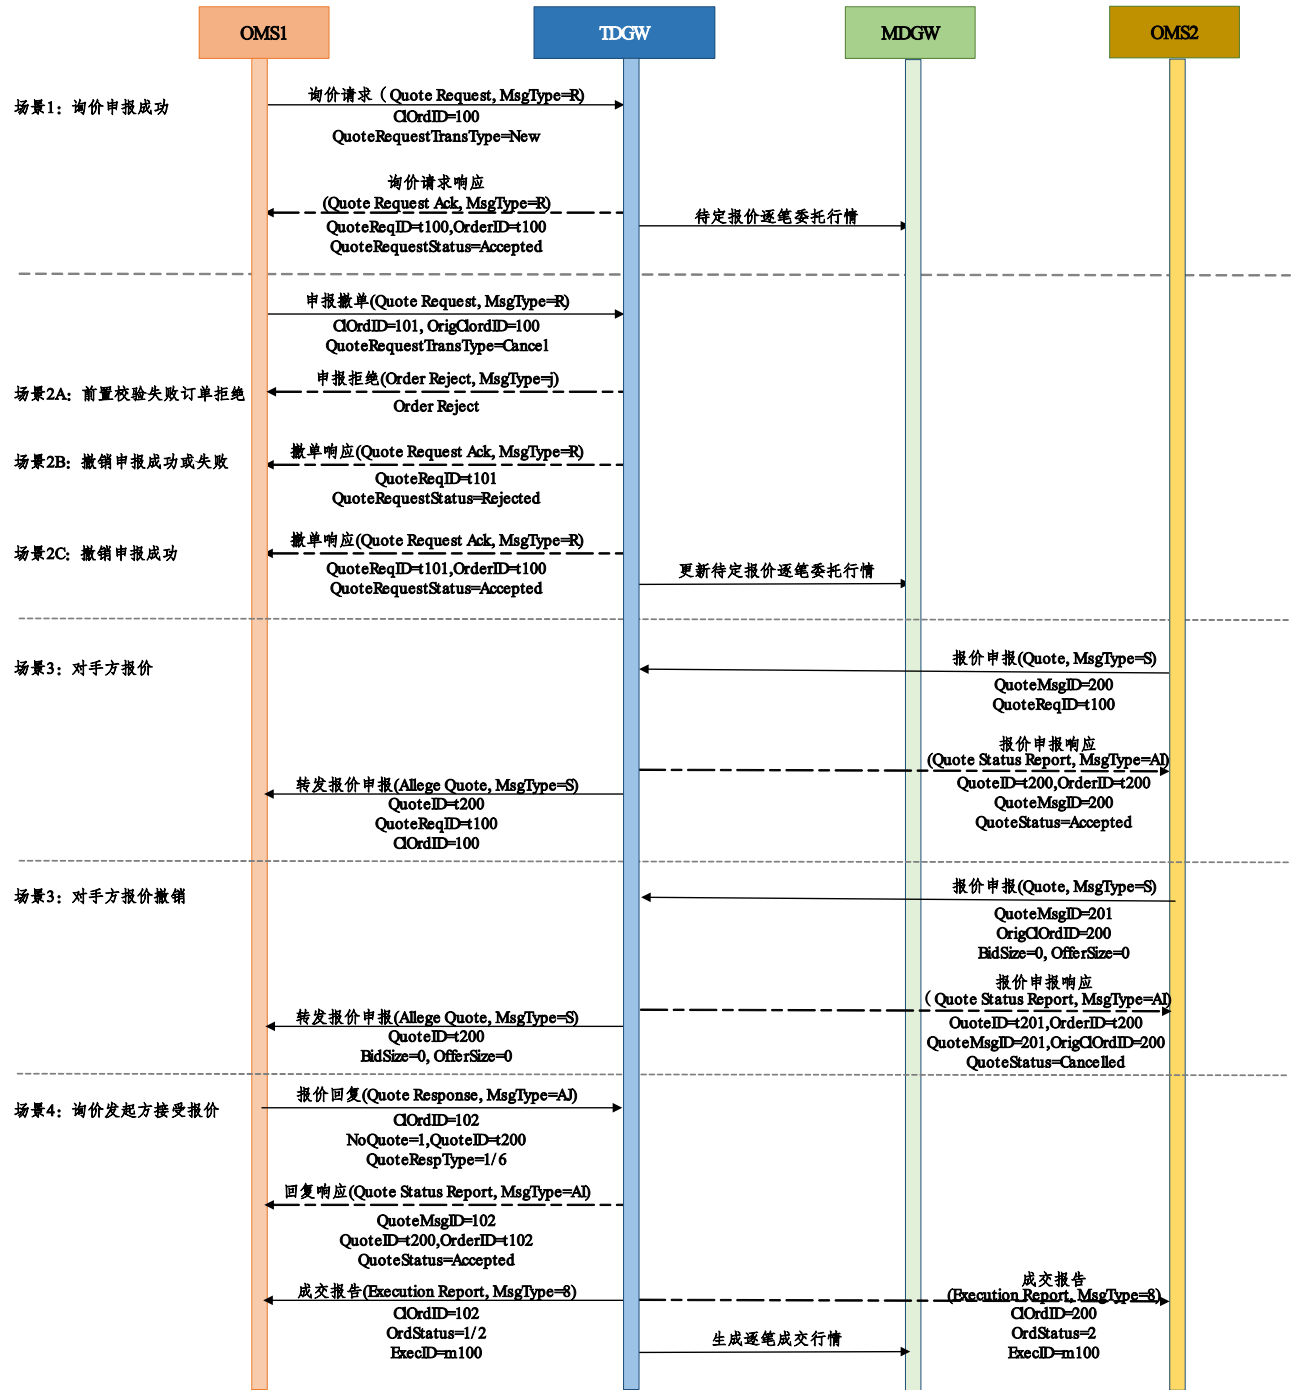 OMS1
TDGW
MDGW
OMS2
场景1：询价申报成功
询价请求（Quote Request, MsgType=R)
ClOrdID=100
QuoteRequestTransType=New
询价请求响应
(Quote Request Ack, MsgType=R)
QuoteReqID=t100,OrderID=t100
QuoteRequestStatus=Accepted
待定报价逐笔委托行情
申报撤单(Quote Request, MsgType=R)
ClOrdID=101, OrigClordID=100
QuoteRequestTransType=Cancel
场景2A：前置校验失败订单拒绝
申报拒绝(Order Reject, MsgType=j)
Order Reject
场景2B：撤销申报成功或失败
撤单响应(Quote Request Ack, MsgType=R)
QuoteReqID=t101
QuoteRequestStatus=Rejected
场景2C：撤销申报成功
撤单响应(Quote Request Ack, MsgType=R)
QuoteReqID=t101,OrderID=t100
QuoteRequestStatus=Accepted
更新待定报价逐笔委托行情
场景3：对手方报价
报价申报(Quote, MsgType=S)
QuoteMsgID=200
QuoteReqID=t100
报价申报响应
(Quote Status Report, MsgType=AI)
QuoteID=t200,OrderID=t200
QuoteMsgID=200
QuoteStatus=Accepted
转发报价申报(Allege Quote, MsgType=S)
QuoteID=t200
QuoteReqID=t100
ClOrdID=100
场景3：对手方报价撤销
报价申报(Quote, MsgType=S)
QuoteMsgID=201
OrigClOrdID=200
BidSize=0, OfferSize=0
报价申报响应
（Quote Status Report, MsgType=AI)
OuoteID=t201,OrderID=t200
QuoteMsgID=201,OrigClOrdID=200
QuoteStatus=Cancelled
转发报价申报(Allege Quote, MsgType=S)
QuoteID=t200
BidSize=0, OfferSize=0
场景4：询价发起方接受报价
报价回复(Quote Response, MsgType=AJ)
ClOrdID=102
NoQuote=1,QuoteID=t200
QuoteRespType=1/6
回复响应(Quote Status Report, MsgType=AI)
QuoteMsgID=102
QuoteID=t200,OrderID=t102
QuoteStatus=Accepted
成交报告(Execution Report, MsgType=8)
ClOrdID=102
OrdStatus=1/2
ExecID=m100
生成逐笔成交行情
成交报告
(Execution Report, MsgType=8)
ClOrdID=200
OrdStatus=2
ExecID=m100